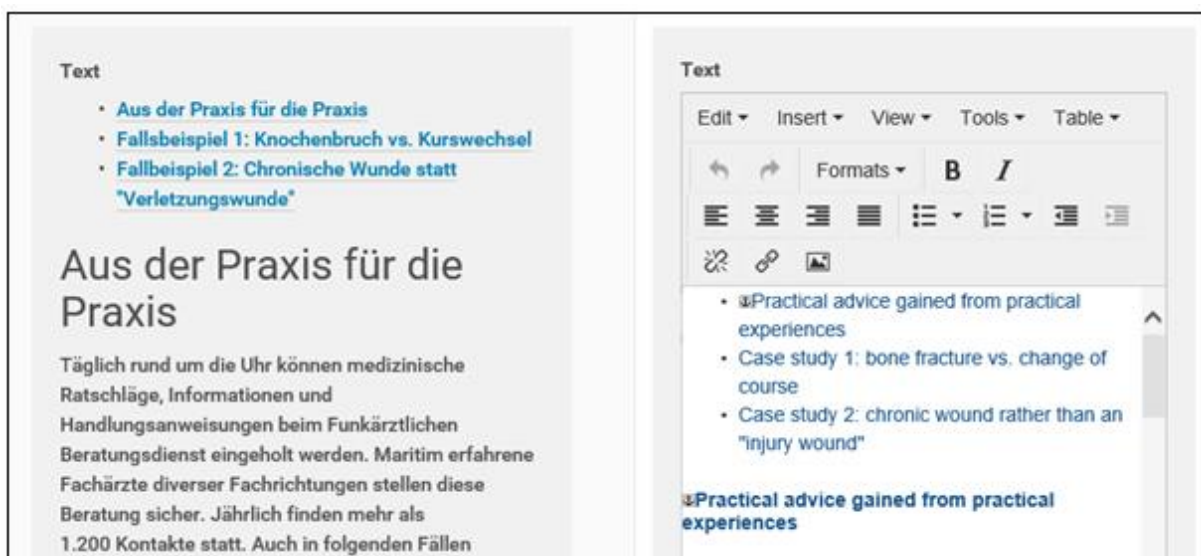 Text
• Aus der Praxis für die Praxis
• Fallsbeispiel 1: Knochenbruch vs. Kurswechsel
• Fallbeispiel 2: Chronische Wunde statt
"Verletzungswunde"
Aus der Praxis für die
Praxis
Täglich rund um die Uhr können medizinische
Ratschläge, Informationen und
Handlungsanweisungen beim Funkärztlichen
Beratungsdienst eingeholt werden. Maritim erfahrene
Fachärzte diverser Fachrichtungen stellen diese
Beratung sicher. Jährlich finden mehr als
1.200 Kontakte statt. Auch in folgenden Fällen
Text
Edit Insert View Tools Table
Formats B I
• Practical advice gained from practical
experiences
• Case study 1: bone fracture vs. change of
course
• Case study 2: chronic wound rather than an
"injury wound"
Practical advice gained from practical
experiences